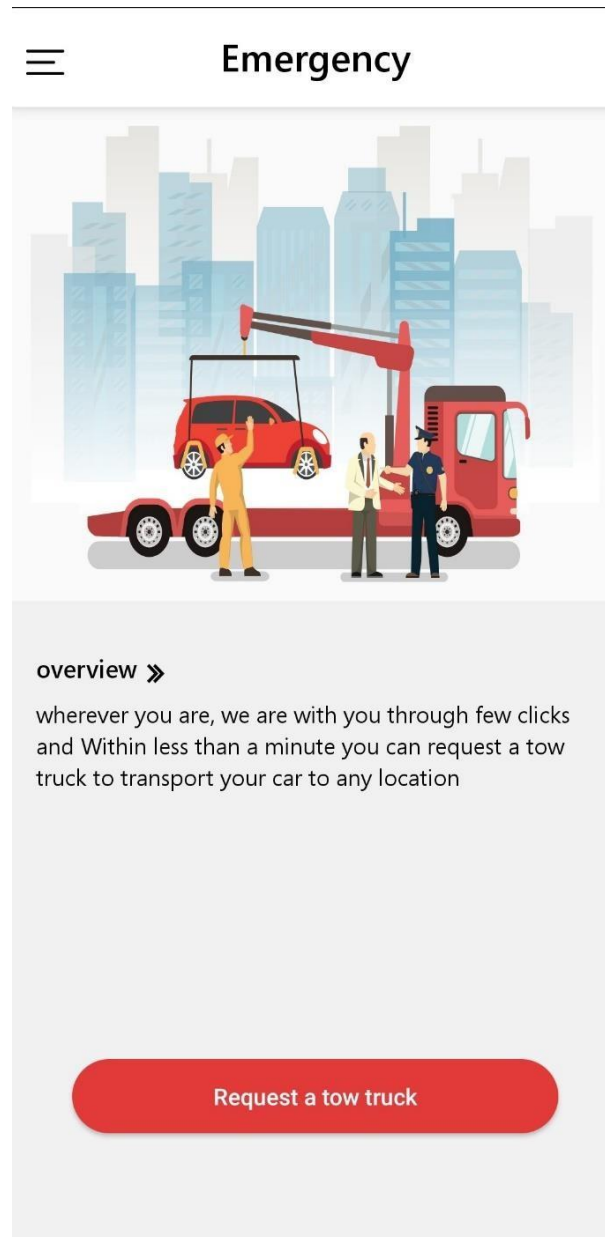 Emergency
overview »
wherever you are, we are with you through few clicks
and Within less than a minute you can request a tow
truck to transport your car to any location
Request a tow truck